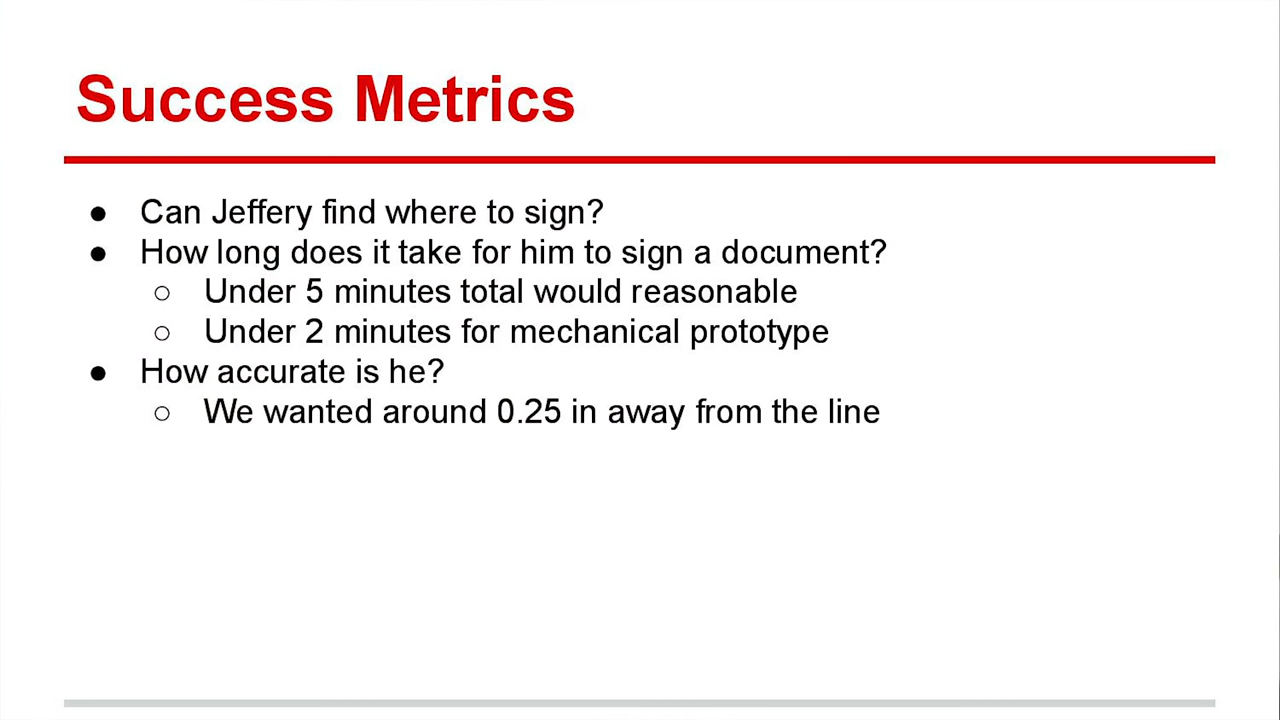 Success Metrics
● Can Jeffery find where to sign?
● How long does it take for him to sign a document?
○ Under 5 minutes total would reasonable
○ Under 2 minutes for mechanical prototype
● How accurate is he?
○ We wanted around 0.25 in away from the line